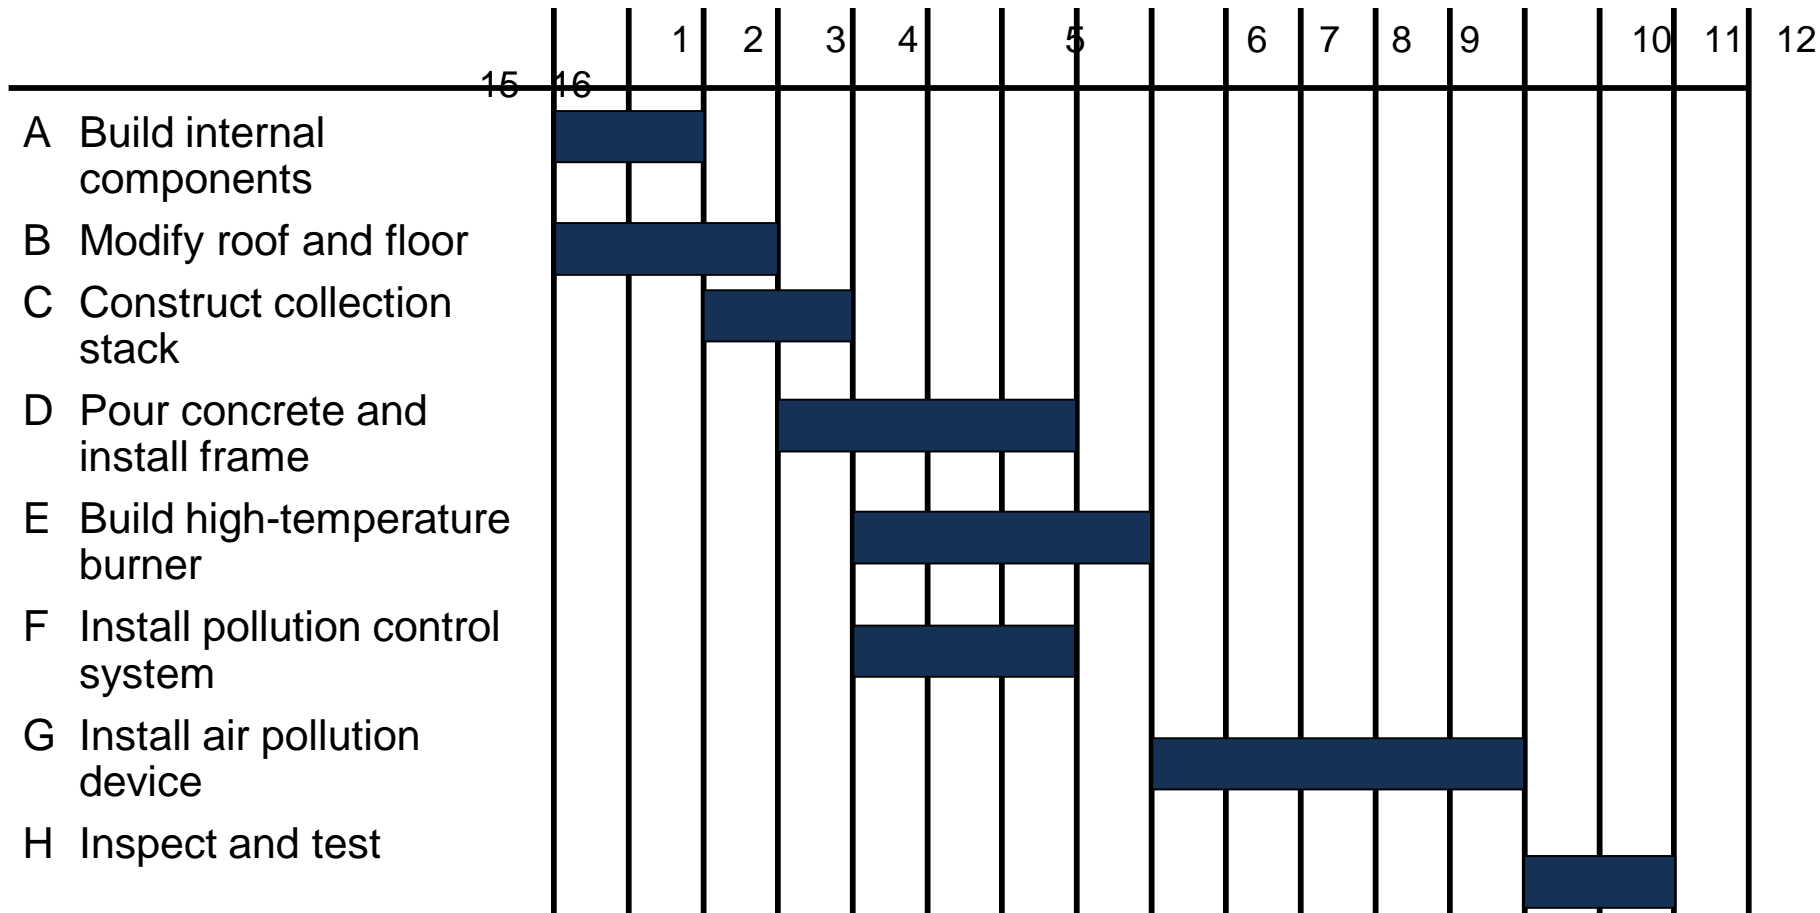 1 2 3 4 5 6 7 8 9 10 11 12
15 16
A Build internal
components
B Modify roof and floor
C Construct collection
stack
D Pour concrete and
install frame
E Build high-temperature
burner
F Install pollution control
system
G Install air pollution
device
H Inspect and test